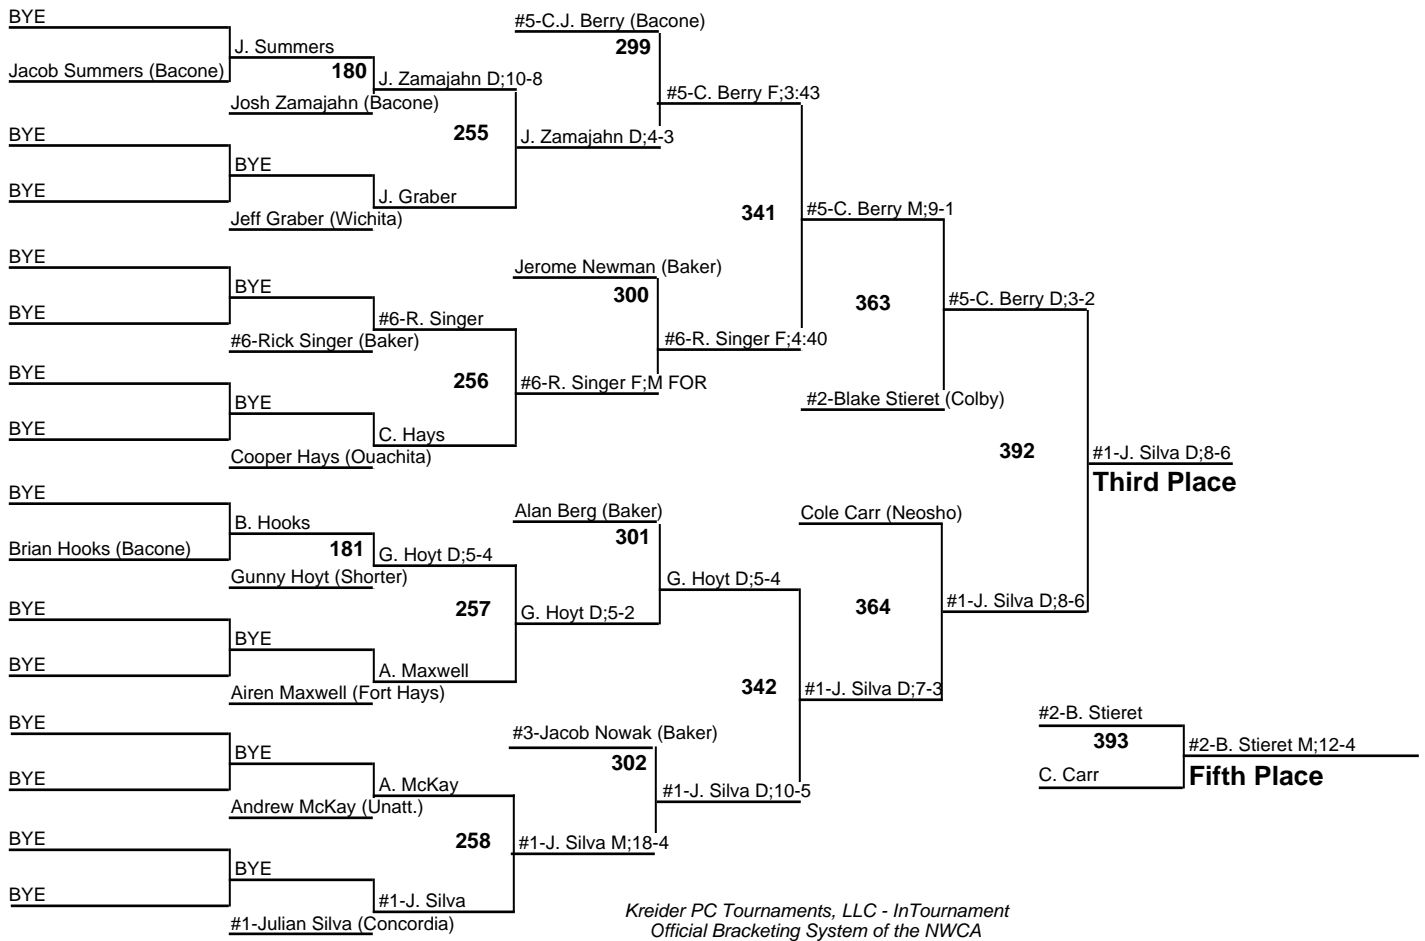 BYE
Jacob Summers (Bacone)
BYE
BYE
BYE
BYE
BYE
BYE
BYE
Brian Hooks (Bacone)
BYE
BYE
BYE
BYE
BYE
BYE
J. Summers
180
Josh Zamajahn (Bacone)
BYE
Jeff Graber (Wichita)
BYE
#6-Rick Singer (Baker)
BYE
Cooper Hays (Ouachita)
B. Hooks
181
Gunny Hoyt (Shorter)
BYE
Airen Maxwell (Fort Hays)
BYE
Andrew McKay (Unatt.)
BYE
#1-Julian Silva (Concordia)
J. Zamajahn D;10-8
255
J. Graber
#6-R. Singer
256
C. Hays
G. Hoyt D;5-4
257
A. Maxwell
A. McKay
258
#1-J. Silva
#5-C.J. Berry (Bacone)
299
J. Zamajahn D;4-3
Jerome Newman (Baker)
300
#6-R. Singer F;M FOR
Alan Berg (Baker)
301
G. Hoyt D;5-2
#3-Jacob Nowak (Baker)
302
#1-J. Silva M;18-4
#5-C. Berry F;3:43
341
#6-R. Singer F;4:40
G. Hoyt D;5-4
342
#1-J. Silva D;10-5
#5-C. Berry M;9-1
363
#2-Blake Stieret (Colby)
Cole Carr (Neosho)
364
#1-J. Silva D;7-3
#5-C. Berry D;3-2
392
#1-J. Silva D;8-6
#1-J. Silva D;8-6
Third Place
#2-B. Stieret
393
C. Carr
#2-B. Stieret M;12-4
Fifth Place
Kreider PC Tournaments, LLC - InTournament
Official Bracketing System of the NWCA